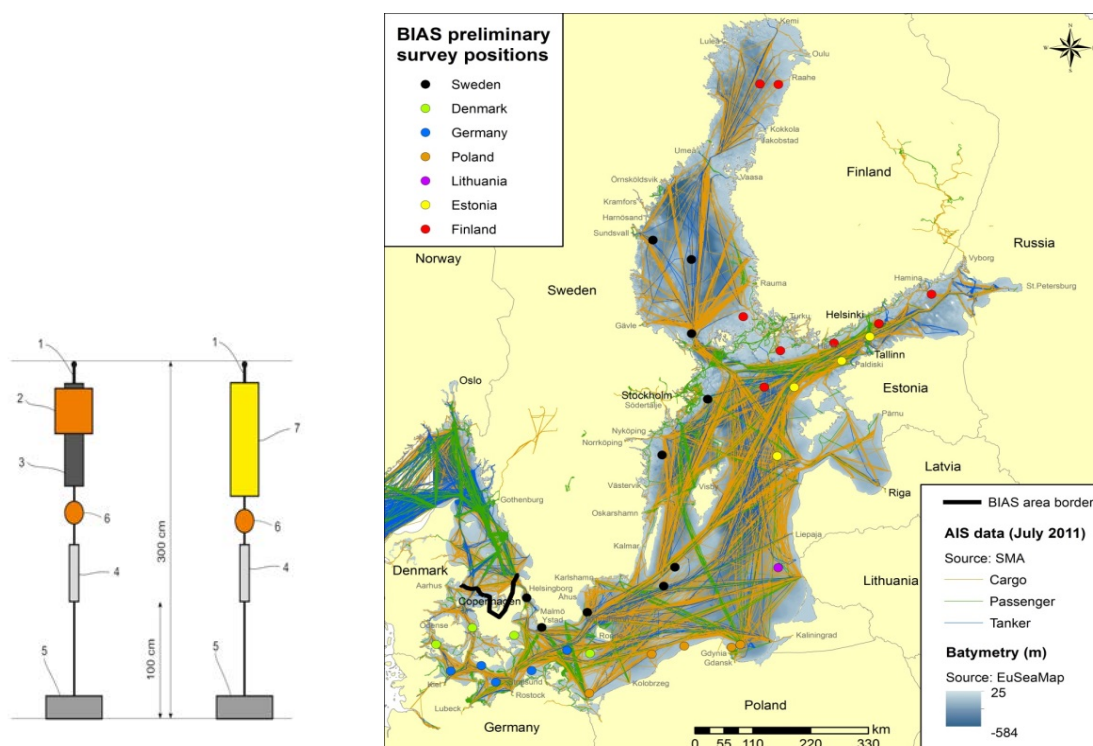 1
2
3
6
4
5
300 cm
100 cm
1
7
6
4
5
BIAS preliminary
survey positions
Sweden
Denmark
Germany
Poland
Lithuania
Estonia
Finland
Kemi
Luleå
Oulu
Raahe
Kokkola
Jakobstad
Umeå
Vaasa
Örnsköldsvik
Kramfors
Harnösand
Sundsvall
Finland
Russia
Norway
Sweden
Vyborg
Hamina
St.Petersburg
Rauma
Gävle
Turku
Helsinki
Tallinn
Paldiski
Oslo
Stockholm
Södertälje
Estonia
Nyköping
Norrköping
Pärnu
Västervik
Visby
Latvia
Riga
Gothenburg
Oskarshamn
Liepaja
Kalmar
Denmark
Aarhus
Karlshamn
Lithuania
Helsingborg
Åhus
Copenhagen
Malmö
Ystad
Odense
Kaliningrad
Gdynia
Gdansk
Kiel
Kolobrzeg
Rostock
Lubeck
Germany
Poland
km
0 55 110 220 330
BIAS area border
AIS data (July 2011)
Source: SMA
Cargo
Passenger
Tanker
Batymetry (m)
Source: EuSeaMap
25
-584